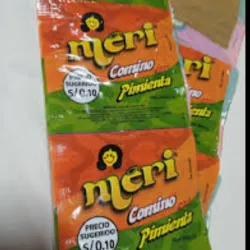 meri
Comino
Pimienta
PRECIO
SUGERIDO
S/0.10
meri
Comino
Pimienta
PRECIO
SUGERIDO
S/0.10